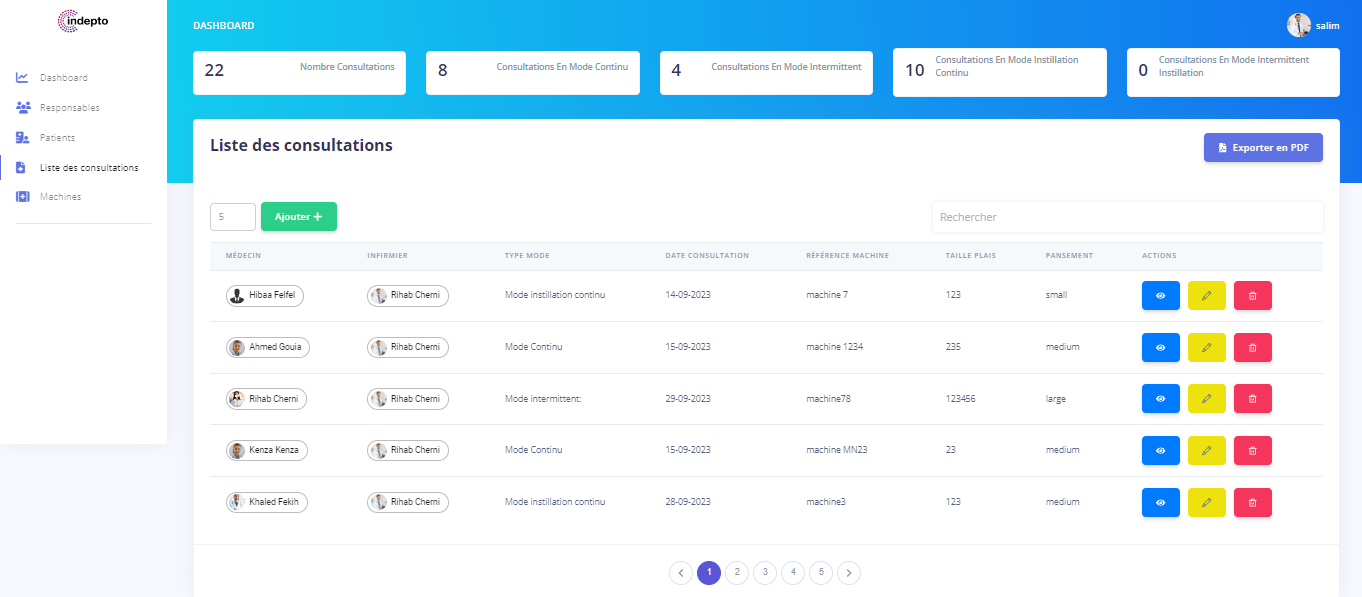 indepto
DASHBOARD
salim
22 Nombre Consultations
8 Consultations En Mode Continu
4 Consultations En Mode Intermittent
10 Consultations En Mode Instillation
Continu
0 Consultations En Mode Intermittent
Instillation
Dashboard
Responsables
Patients
Liste des consultations
Machines
Liste des consultations
Exporter en PDF
5 Ajouter + Rechercher
MÉDECIN INFIRMIER TYPE MODE DATE CONSULTATION RÉFÉRENCE MACHINE TAILLE PLAIS PANSEMENT ACTIONS
Hibaa Felfel Rihab Cherni Mode instillation continu 14-09-2023 machine 7 123 small
Ahmed Gouia Rihab Cherni Mode Continu 15-09-2023 machine 1234 235 medium
Rihab Cherni Rihab Cherni Mode intermittent: 29-09-2023 machine78 123456 large
Kenza Kenza Rihab Cherni Mode Continu 15-09-2023 machine MN23 23 medium
Khaled Fekih Rihab Cherni Mode instillation continu 28-09-2023 machine3 123 medium
1 2 3 4 5